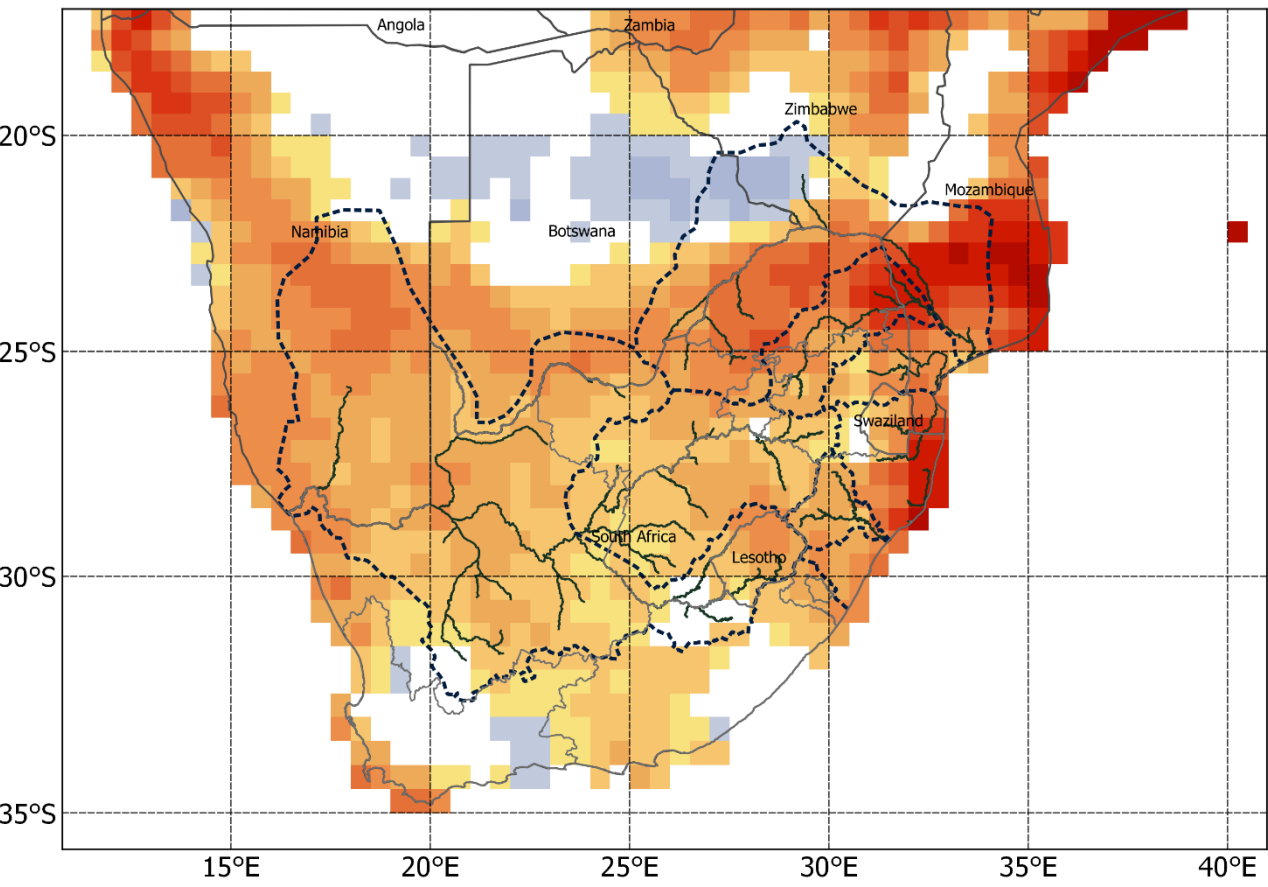 Angola
Zambia
Zimbabwe
20°S
Mozambique
Namibia
Botswana
25°S
Swaziland
South Africa
Lesotho
30°S
35°S
15°E
20°E
25°E
30°E
35°E
40°E